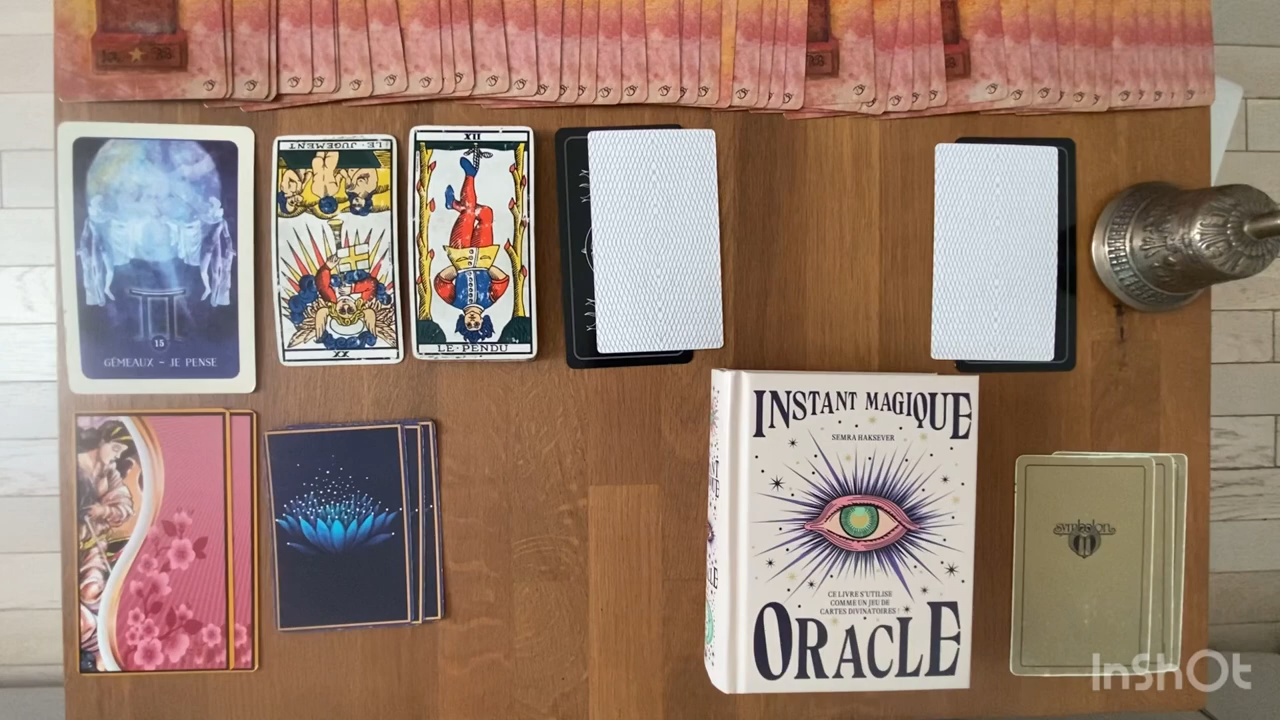 15
GÉMEAUX – JE PENSE
LE·JUGEMENT
XX
XII
LE·PENDU
INSTANT MAGIQUE
SEMRA HAKSEVER
CE LIVRE S'UTILISE
COMME UN JEU DE
CARTES DIVINATOIRES !
ORACLE
symbolon
InShOt